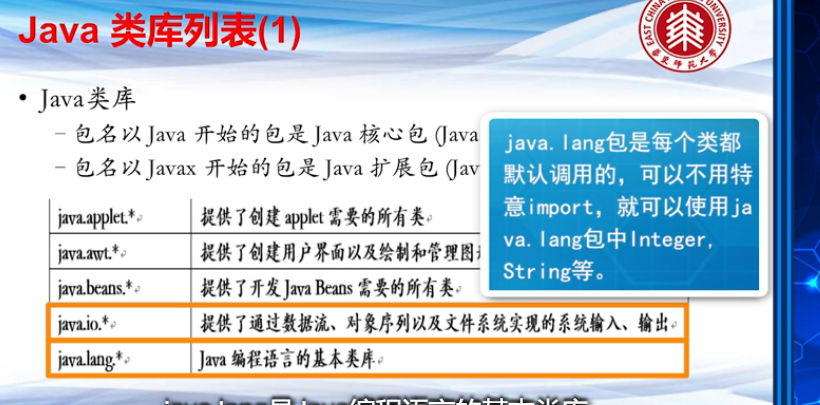 Java 类库列表(1)
EAST CHINA NORMAL UNIVERSITY
华东师范大学
• Java类库
– 包名以 Java 开始的包是 Java 核心包 (Java
– 包名以 Javax 开始的包是 Java 扩展包 (Jav
java.lang包是每个类都
默认调用的，可以不用特
意import，就可以使用ja
va.lang包中Integer,
String等。
java.applet.* 提供了创建 applet 需要的所有类
java.awt.* 提供了创建用户界面以及绘制和管理图
java.beans.* 提供了开发 Java Beans 需要的所有类
java.io.* 提供了通过数据流、对象序列以及文件系统实现的系统输入、输出
java.lang.* Java 编程语言的基本类库